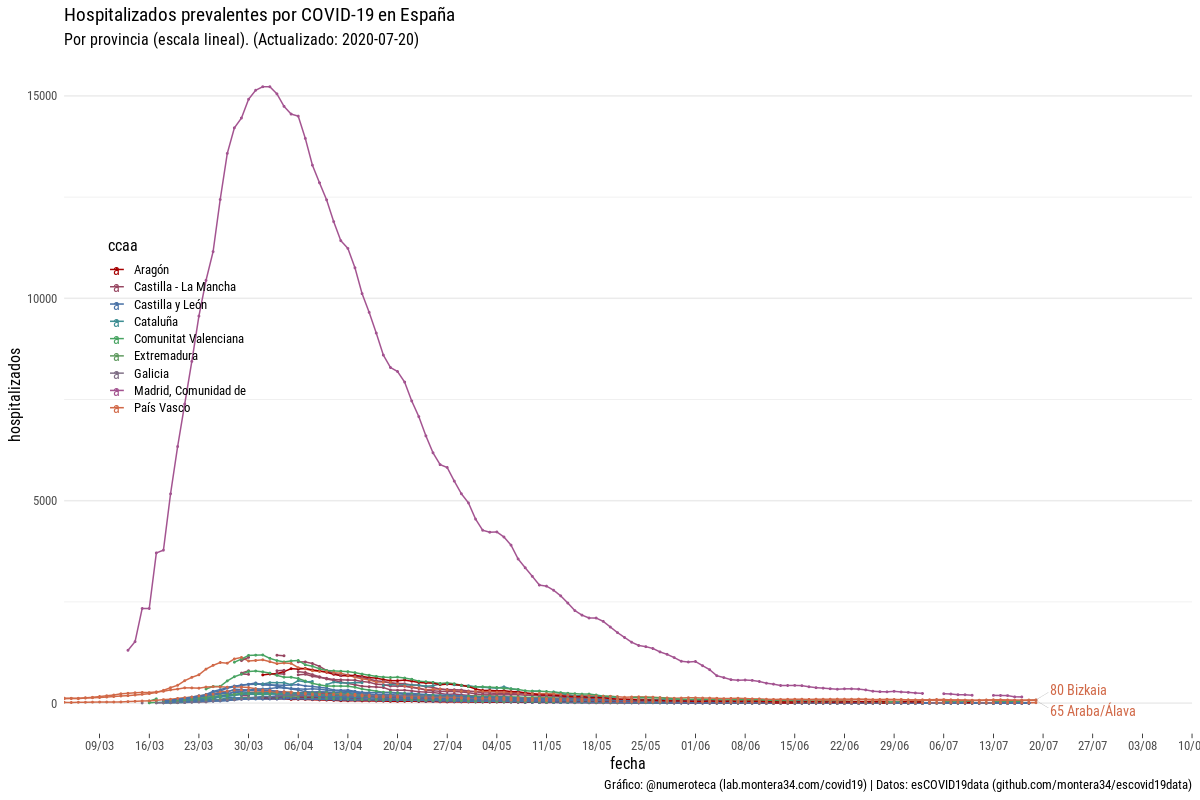 Hospitalizados prevalentes por COVID-19 en España
Por provincia (escala lineal). (Actualizado: 2020-07-20)
15000
10000
5000
0
hospitalizados
ccaa
Aragón
Castilla - La Mancha
Castilla y León
Cataluña
Comunitat Valenciana
Extremadura
Galicia
Madrid, Comunidad de
País Vasco
80 Bizkaia
65 Araba/Álava
09/03 16/03 23/03 30/03 06/04 13/04 20/04 27/04 04/05 11/05 18/05 25/05 01/06 08/06 15/06 22/06 29/06 06/07 13/07 20/07 27/07 03/08 10/0
fecha
Gráfico: @numeroteca (lab.montera34.com/covid19) | Datos: esCOVID19data (github.com/montera34/escovid19data)